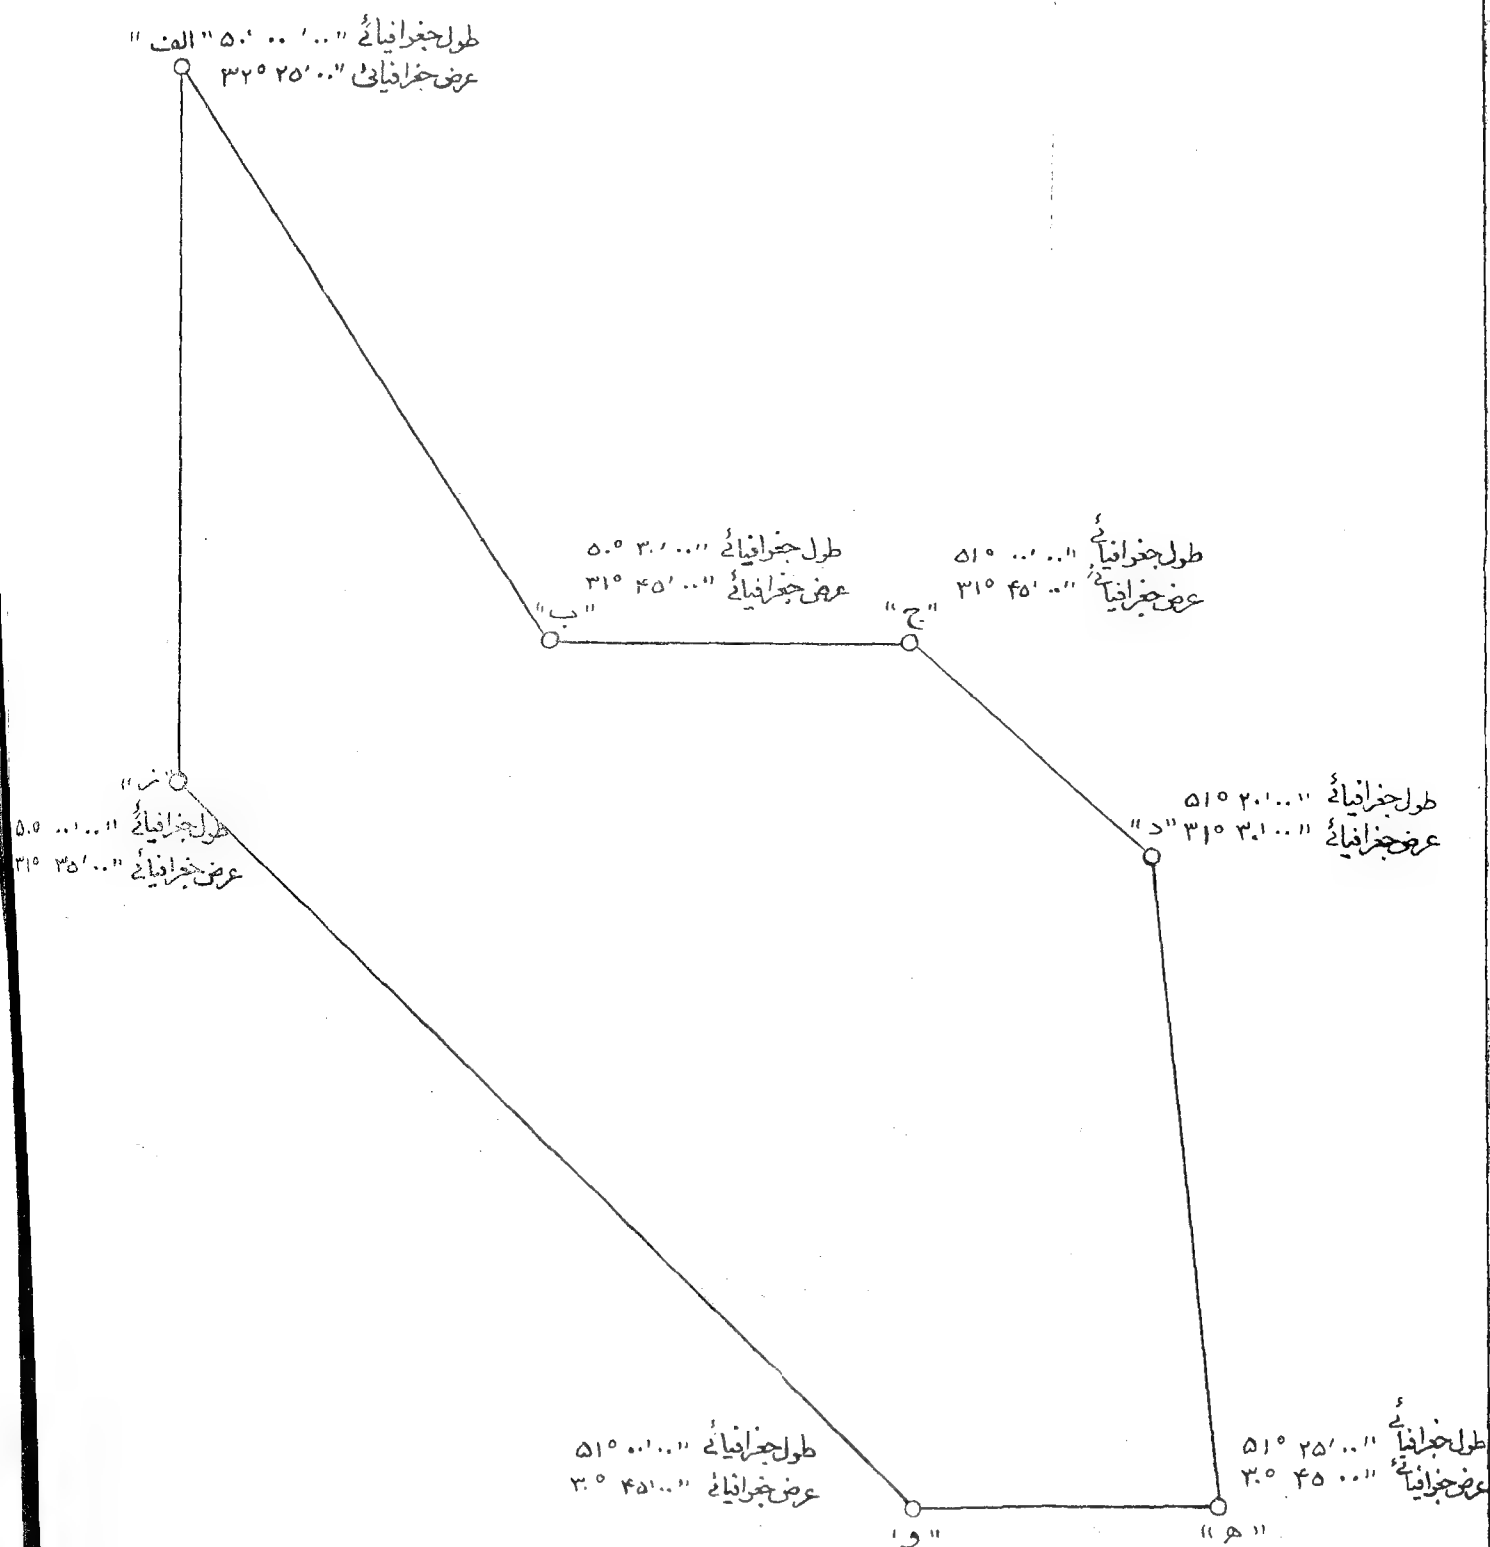 "الف" طول جغرافیائی ۵۰° ۰۰' ۰۰"
عرض جغرافیائی ۳۲° ۲۵' ۰۰"
طول جغرافیائی ۵۰° ۳۰' ۰۰"
عرض جغرافیائی ۳۱° ۴۵' ۰۰"
"ب"
طول جغرافیائی ۵۱° ۰۰' ۰۰"
عرض جغرافیائی ۳۱° ۴۵' ۰۰"
"ج"
طول جغرافیائی ۵۱° ۲۰' ۰۰"
"د" عرض جغرافیائی ۳۱° ۳۰' ۰۰"
"ز"
طول جغرافیائی ۵۰° ۰۰' ۰۰"
عرض جغرافیائی ۳۱° ۳۵' ۰۰"
طول جغرافیائی ۵۱° ۰۰' ۰۰"
عرض جغرافیائی ۳۰° ۴۵' ۰۰"
"و"
طول جغرافیائی ۵۱° ۲۵' ۰۰"
عرض جغرافیائی ۳۰° ۴۵ ۰۰"
"ه"